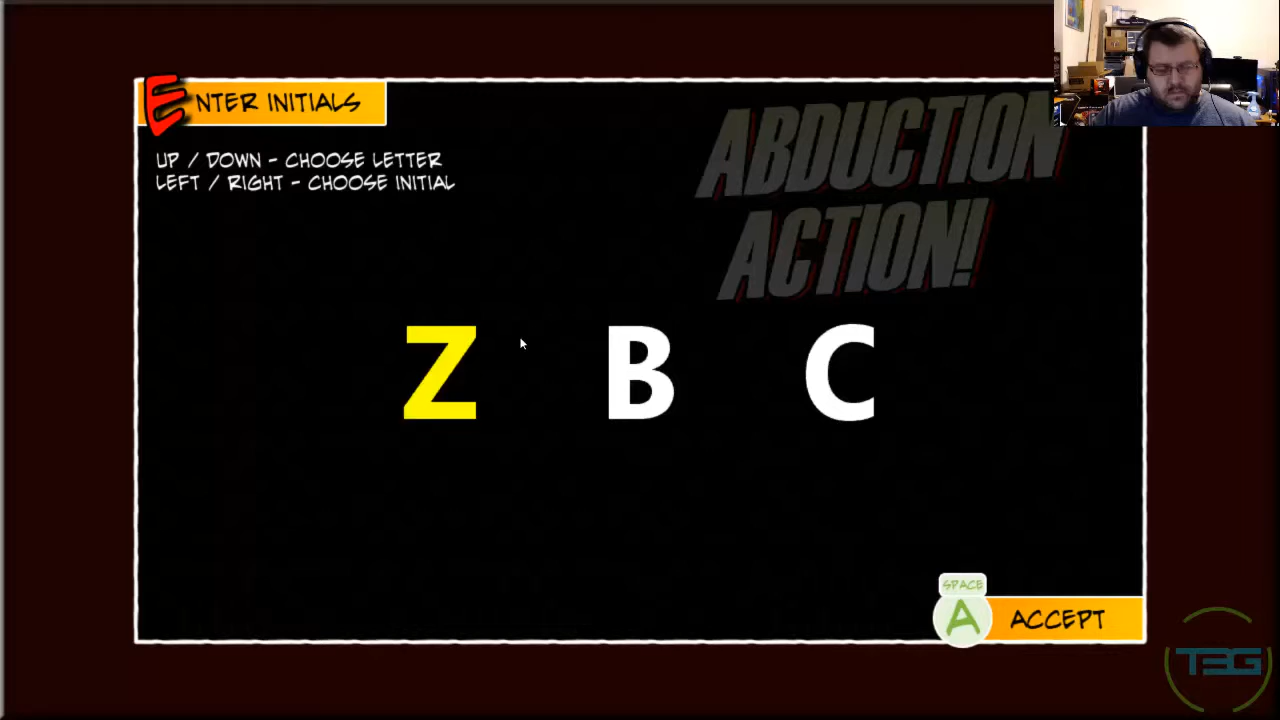 ENTER INITIALS
UP / DOWN - CHOOSE LETTER
LEFT / RIGHT - CHOOSE INITIAL
ABDUCTION
ACTION!
Z B C
SPACE
A ACCEPT
TBG